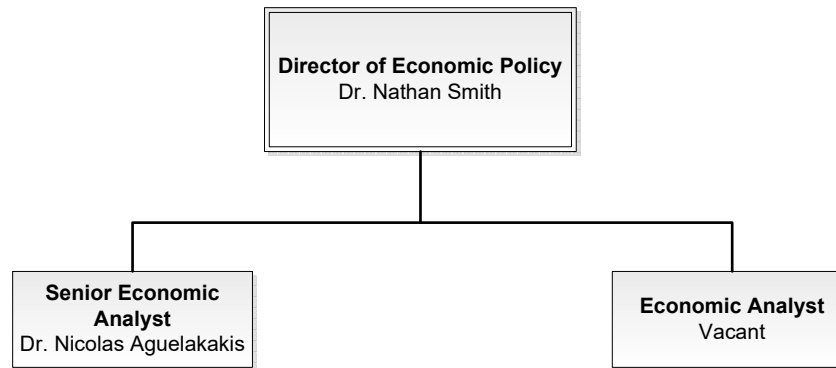 Director of Economic Policy
Dr. Nathan Smith
Senior Economic
Analyst
Dr. Nicolas Aguelakakis
Economic Analyst
Vacant